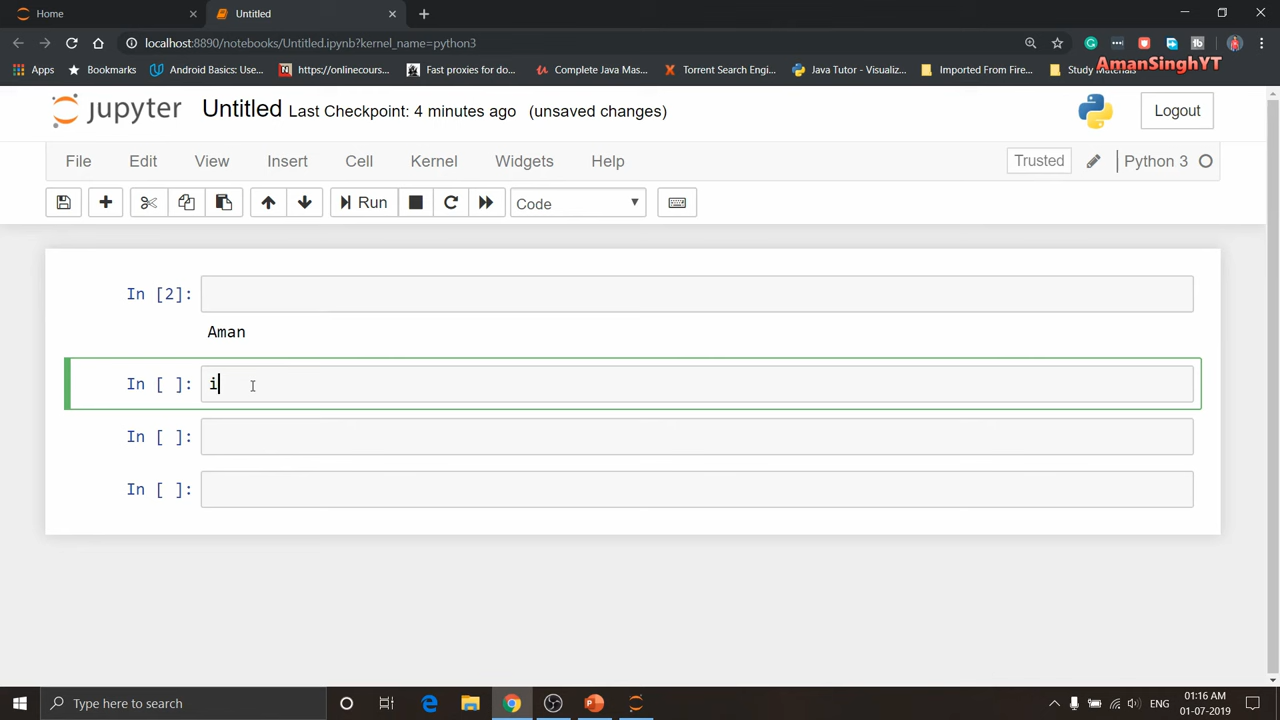 Home
Untitled
localhost:8890/notebooks/Untitled.ipynb?kernel_name=python3
Apps
Bookmarks
Android Basics: Use...
https://onlinecours...
Fast proxies for do...
Complete Java Mas...
Torrent Search Engi...
Java Tutor - Visualiz...
Imported From Fire...
Study Materials
AmanSinghYT
jupyter
Untitled Last Checkpoint: 4 minutes ago (unsaved changes)
Logout
File Edit View Insert Cell Kernel Widgets Help
Trusted
Python 3
Run
Code
In [2]:
Aman
In [ ]: i
In [ ]:
In [ ]:
Type here to search
ENG
01:16 AM
01-07-2019